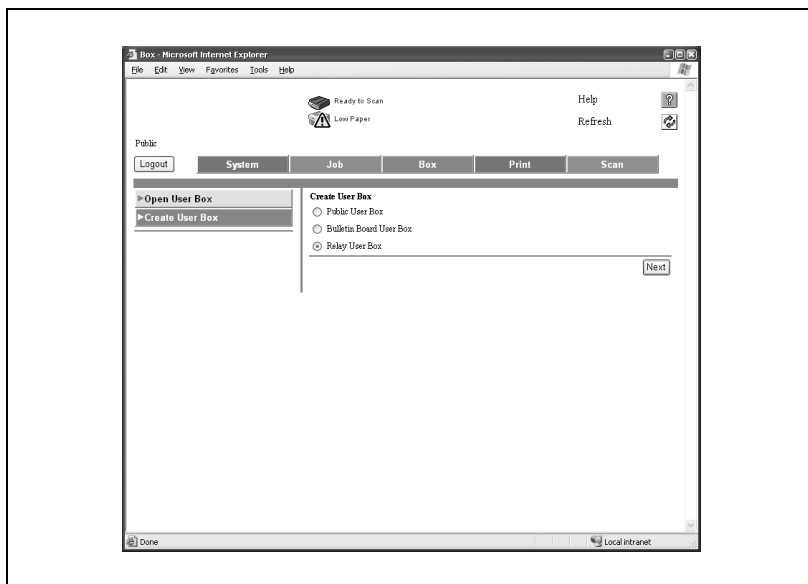 Box - Microsoft Internet Explorer
File Edit View Favorites Tools Help
Ready to Scan
Low Paper
Help
Refresh
Public
Logout System Job Box Print Scan
Open User Box
Create User Box
Create User Box
Public User Box
Bulletin Board User Box
Relay User Box
Next
Done
Local intranet